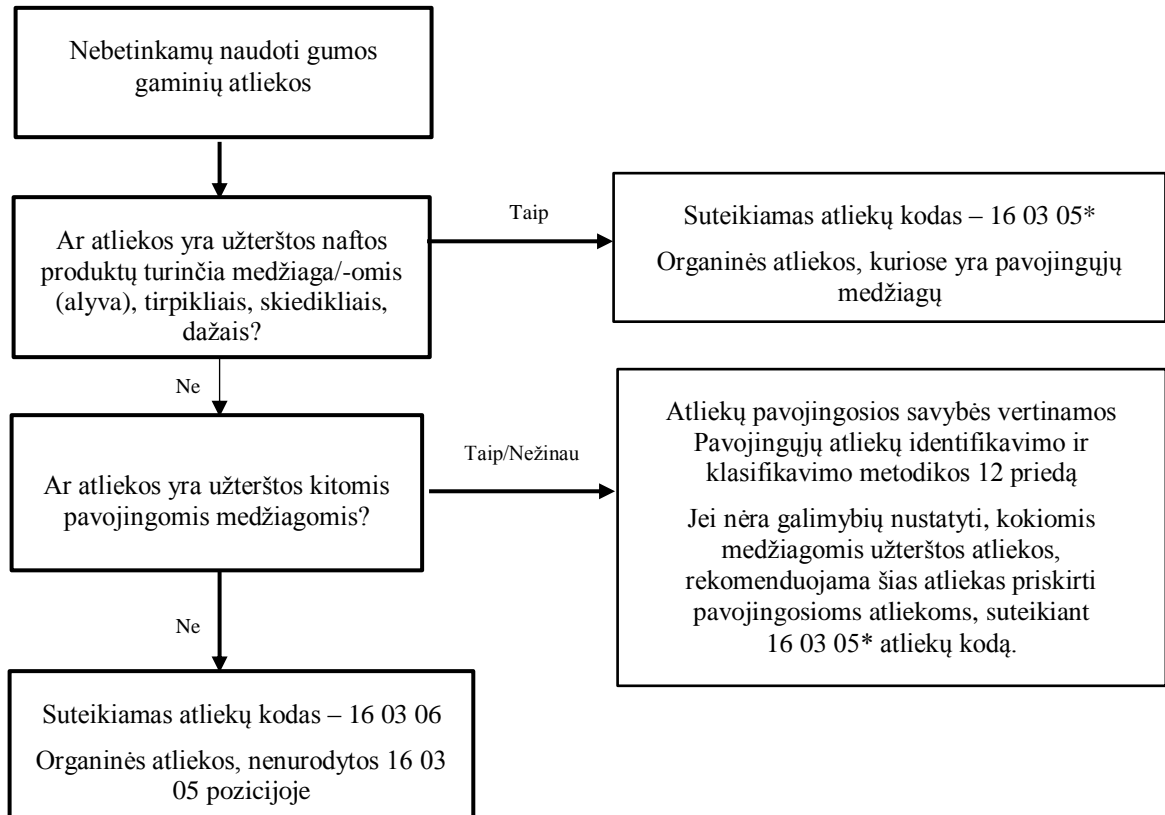 Nebetinkamų naudoti gumos
gaminių atliekos
Ar atliekos yra užterštos naftos
produktų turinčia medžiaga/-omis
(alyva), tirpikliais, skiedikliais,
dažais?
Taip
Suteikiamas atliekų kodas – 16 03 05*
Organinės atliekos, kuriose yra pavojingųjų
medžiagų
Ne
Ar atliekos yra užterštos kitomis
pavojingomis medžiagomis?
Taip/Nežinau
Atliekų pavojingosios savybės vertinamos
Pavojingųjų atliekų identifikavimo ir
klasifikavimo metodikos 12 priedą
Jei nėra galimybių nustatyti, kokiomis
medžiagomis užterštos atliekos,
rekomenduojama šias atliekas priskirti
pavojingosioms atliekoms, suteikiant
16 03 05* atliekų kodą.
Ne
Suteikiamas atliekų kodas – 16 03 06
Organinės atliekos, nenurodytos 16 03
05 pozicijoje